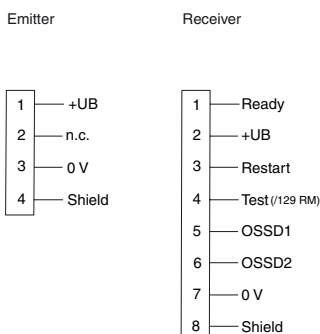 Emitter
1 +UB
2 n.c.
3 0 V
4 Shield
Receiver
1 Ready
2 +UB
3 Restart
4 Test (/129 RM)
5 OSSD1
6 OSSD2
7 0 V
8 Shield